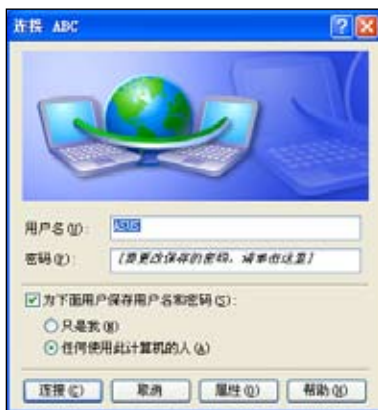 连接 ABC
用户名(U): ASUS
密码(P): [要更改保存的密码，请单击这里]
为下面用户保存用户名和密码(S):
只是我(N)
任何使用此计算机的人(A)
连接(C) 取消 属性(O) 帮助(H)